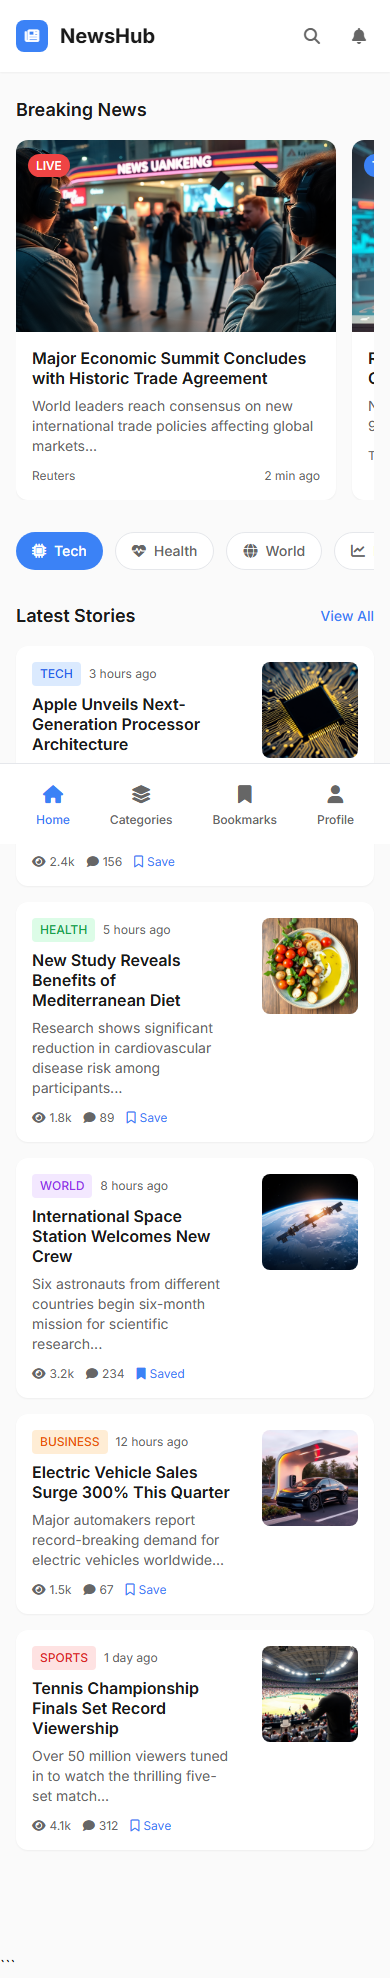 NewsHub
Breaking News
NEWS UANKEING
LIVE
Major Economic Summit Concludes
with Historic Trade Agreement
World leaders reach consensus on new
international trade policies affecting global
markets...
Reuters 2 min ago
Tech Health World
Latest Stories View All
TECH 3 hours ago
Apple Unveils Next-
Generation Processor
Architecture
Home Categories Bookmarks Profile
2.4k 156 Save
HEALTH 5 hours ago
New Study Reveals
Benefits of
Mediterranean Diet
Research shows significant
reduction in cardiovascular
disease risk among
participants...
1.8k 89 Save
WORLD 8 hours ago
International Space
Station Welcomes New
Crew
Six astronauts from different
countries begin six-month
mission for scientific
research...
3.2k 234 Saved
BUSINESS 12 hours ago
Electric Vehicle Sales
Surge 300% This Quarter
Major automakers report
record-breaking demand for
electric vehicles worldwide...
1.5k 67 Save
SPORTS 1 day ago
Tennis Championship
Finals Set Record
Viewership
Over 50 million viewers tuned
in to watch the thrilling five-
set match...
4.1k 312 Save
```